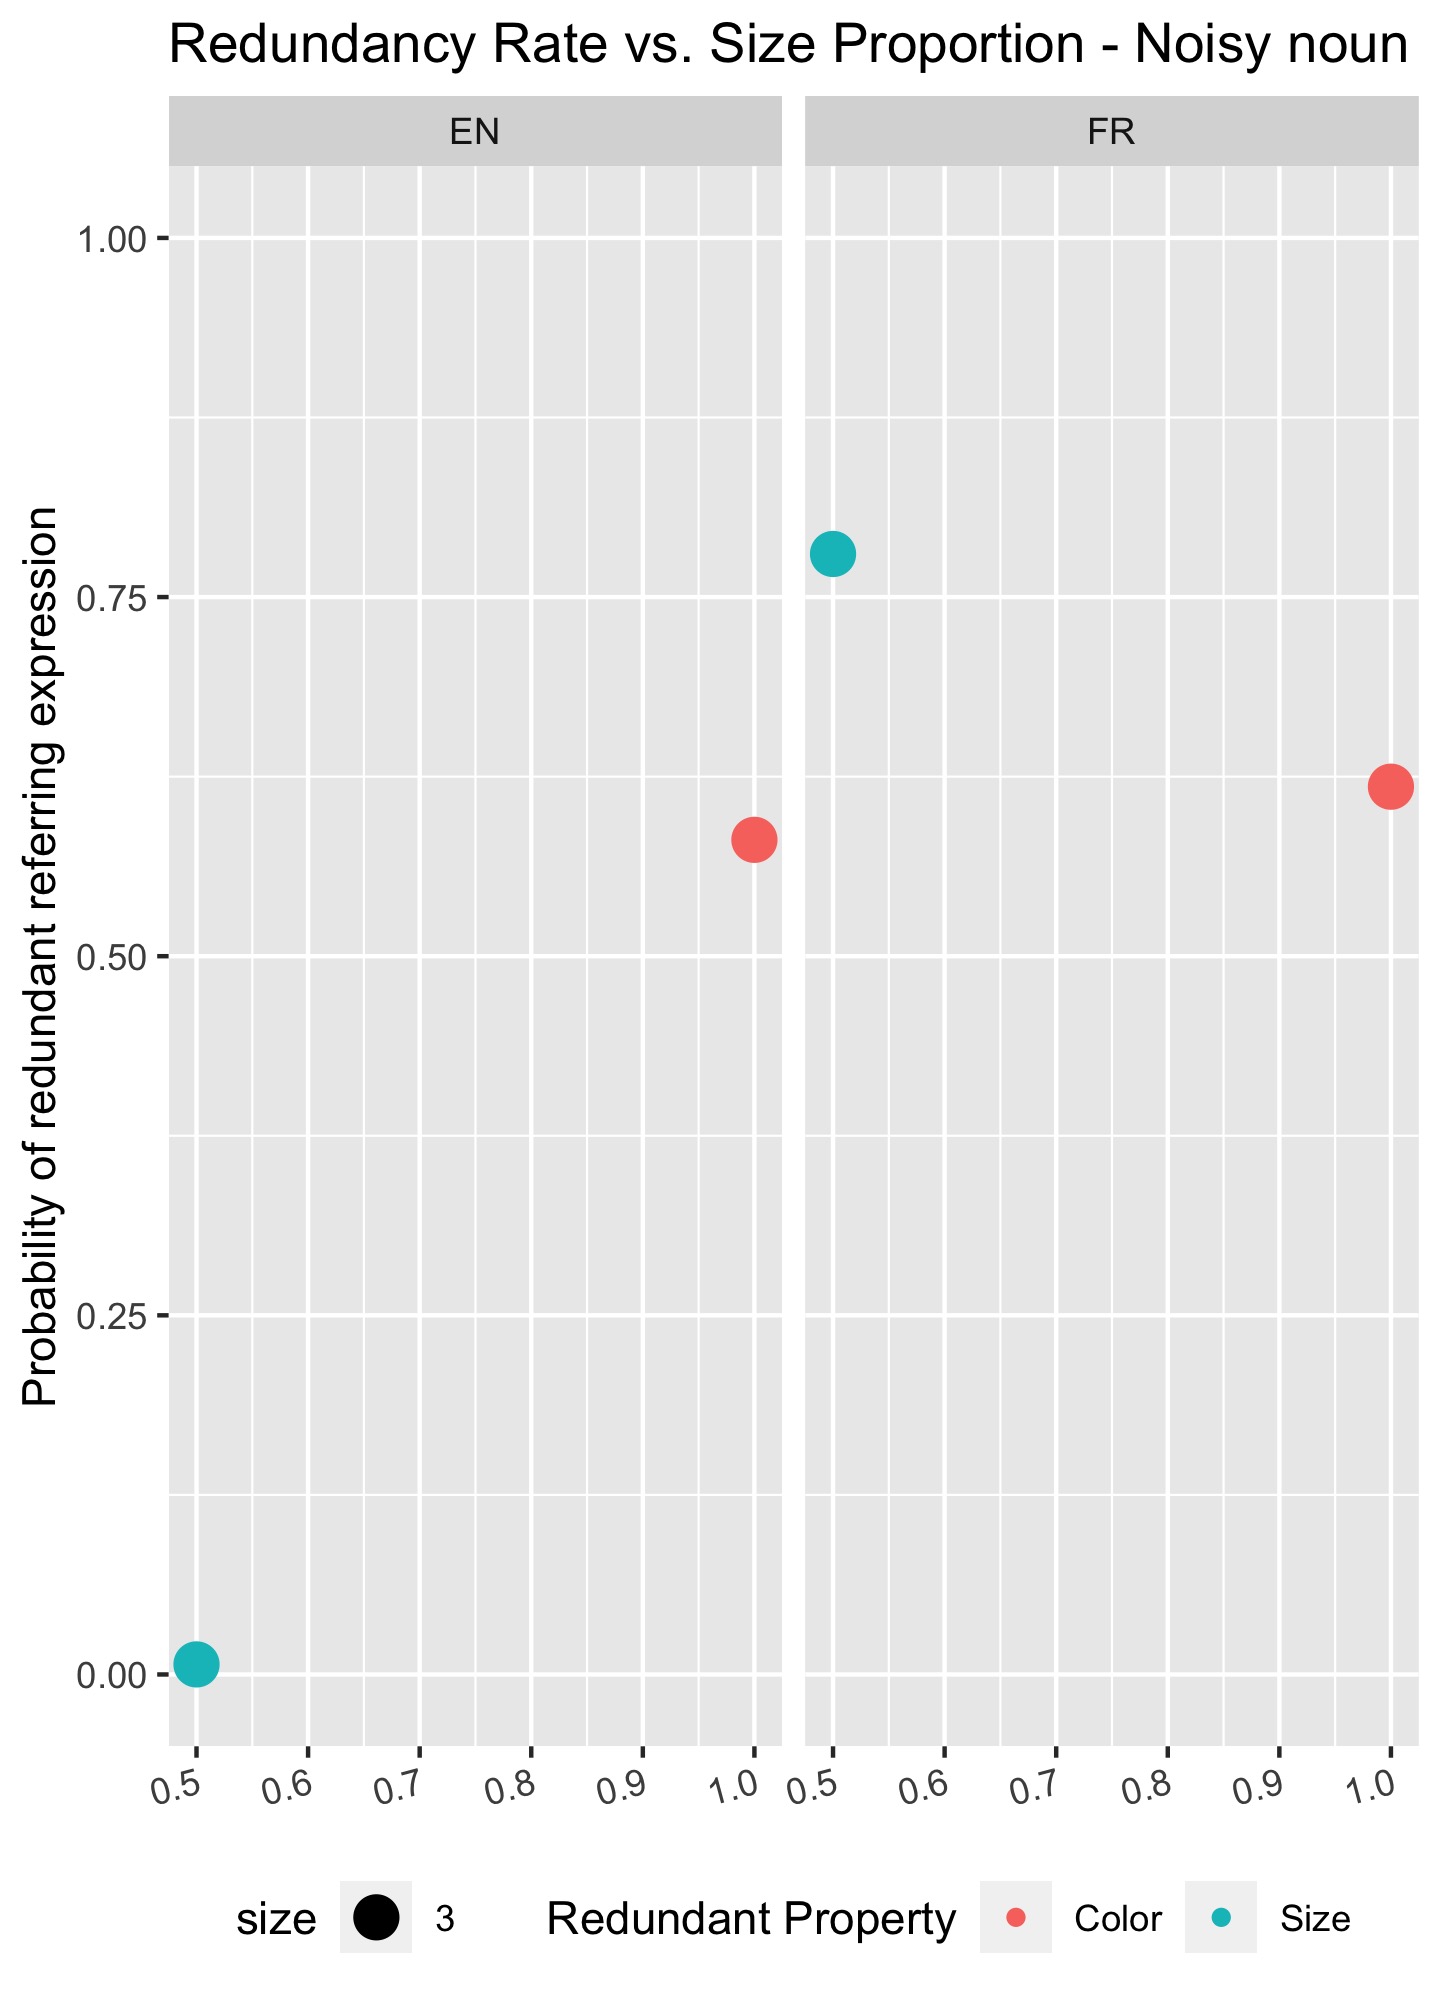 Redundancy Rate vs. Size Proportion - Noisy noun
EN
FR
Probability of redundant referring expression
1.00
0.75
0.50
0.25
0.00
0.5 0.6 0.7 0.8 0.9 1.0
0.5 0.6 0.7 0.8 0.9 1.0
size 3 Redundant Property Color Size